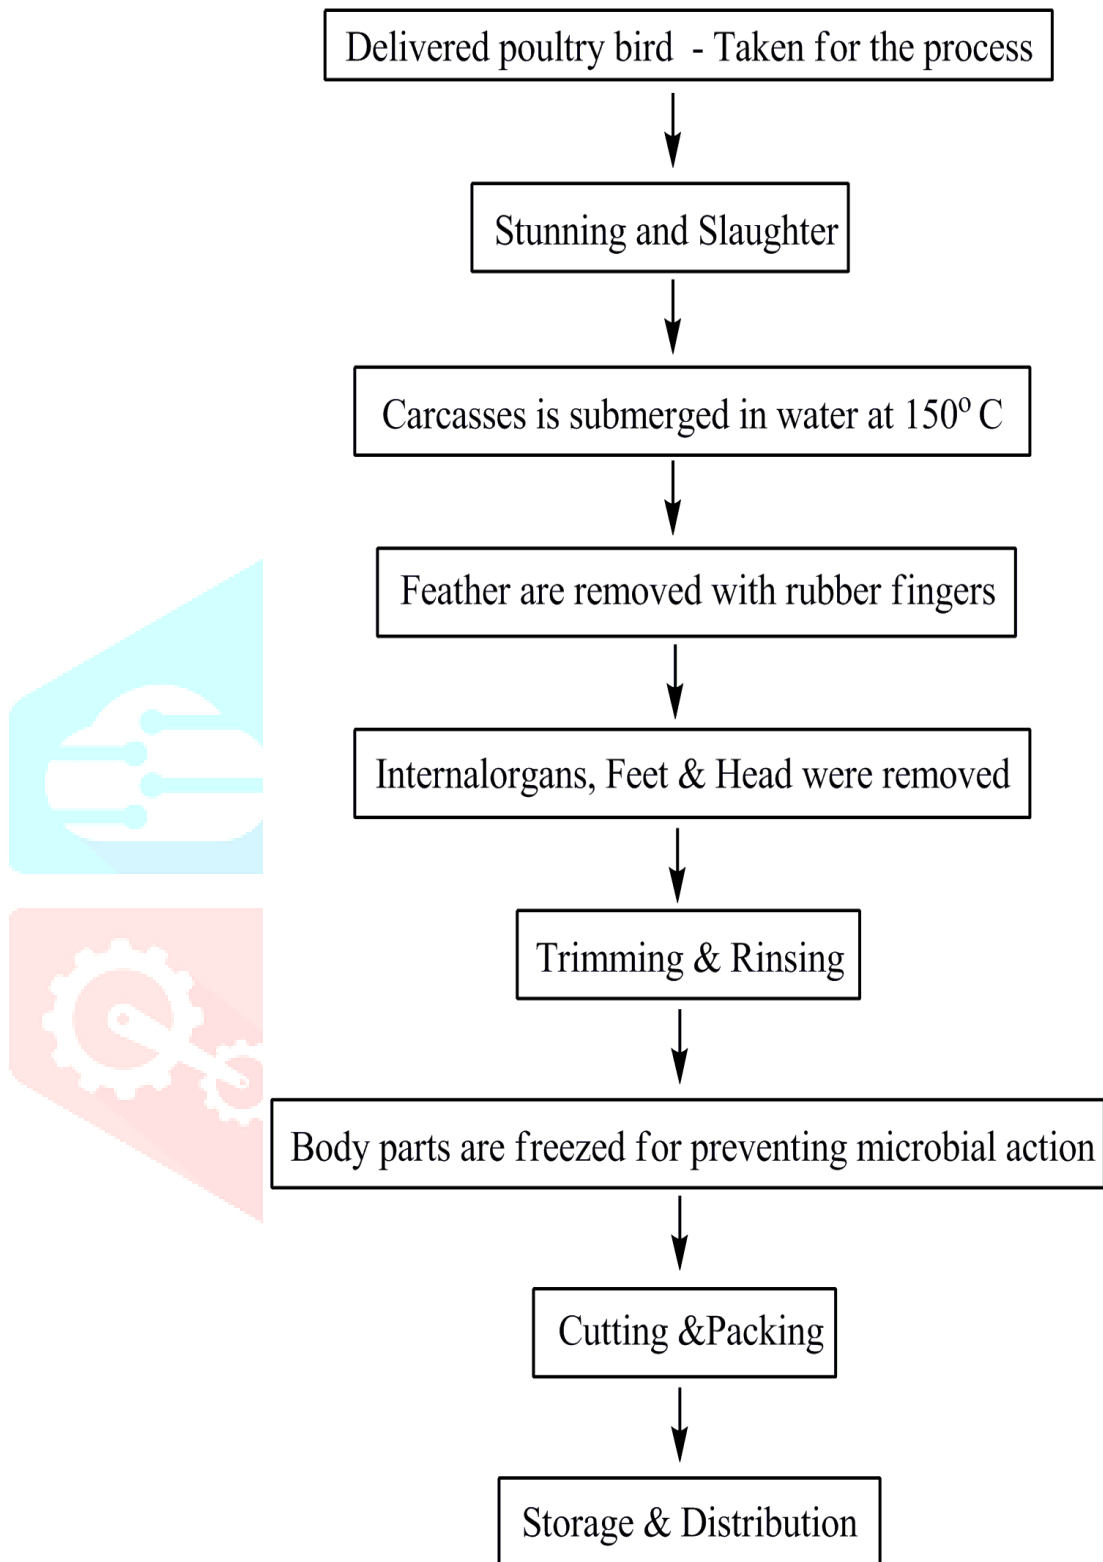 Delivered poultry bird - Taken for the process
Stunning and Slaughter
Carcasses is submerged in water at 150° C
Feather are removed with rubber fingers
Internalorgans, Feet & Head were removed
Trimming & Rinsing
Body parts are freezed for preventing microbial action
Cutting &Packing
Storage & Distribution